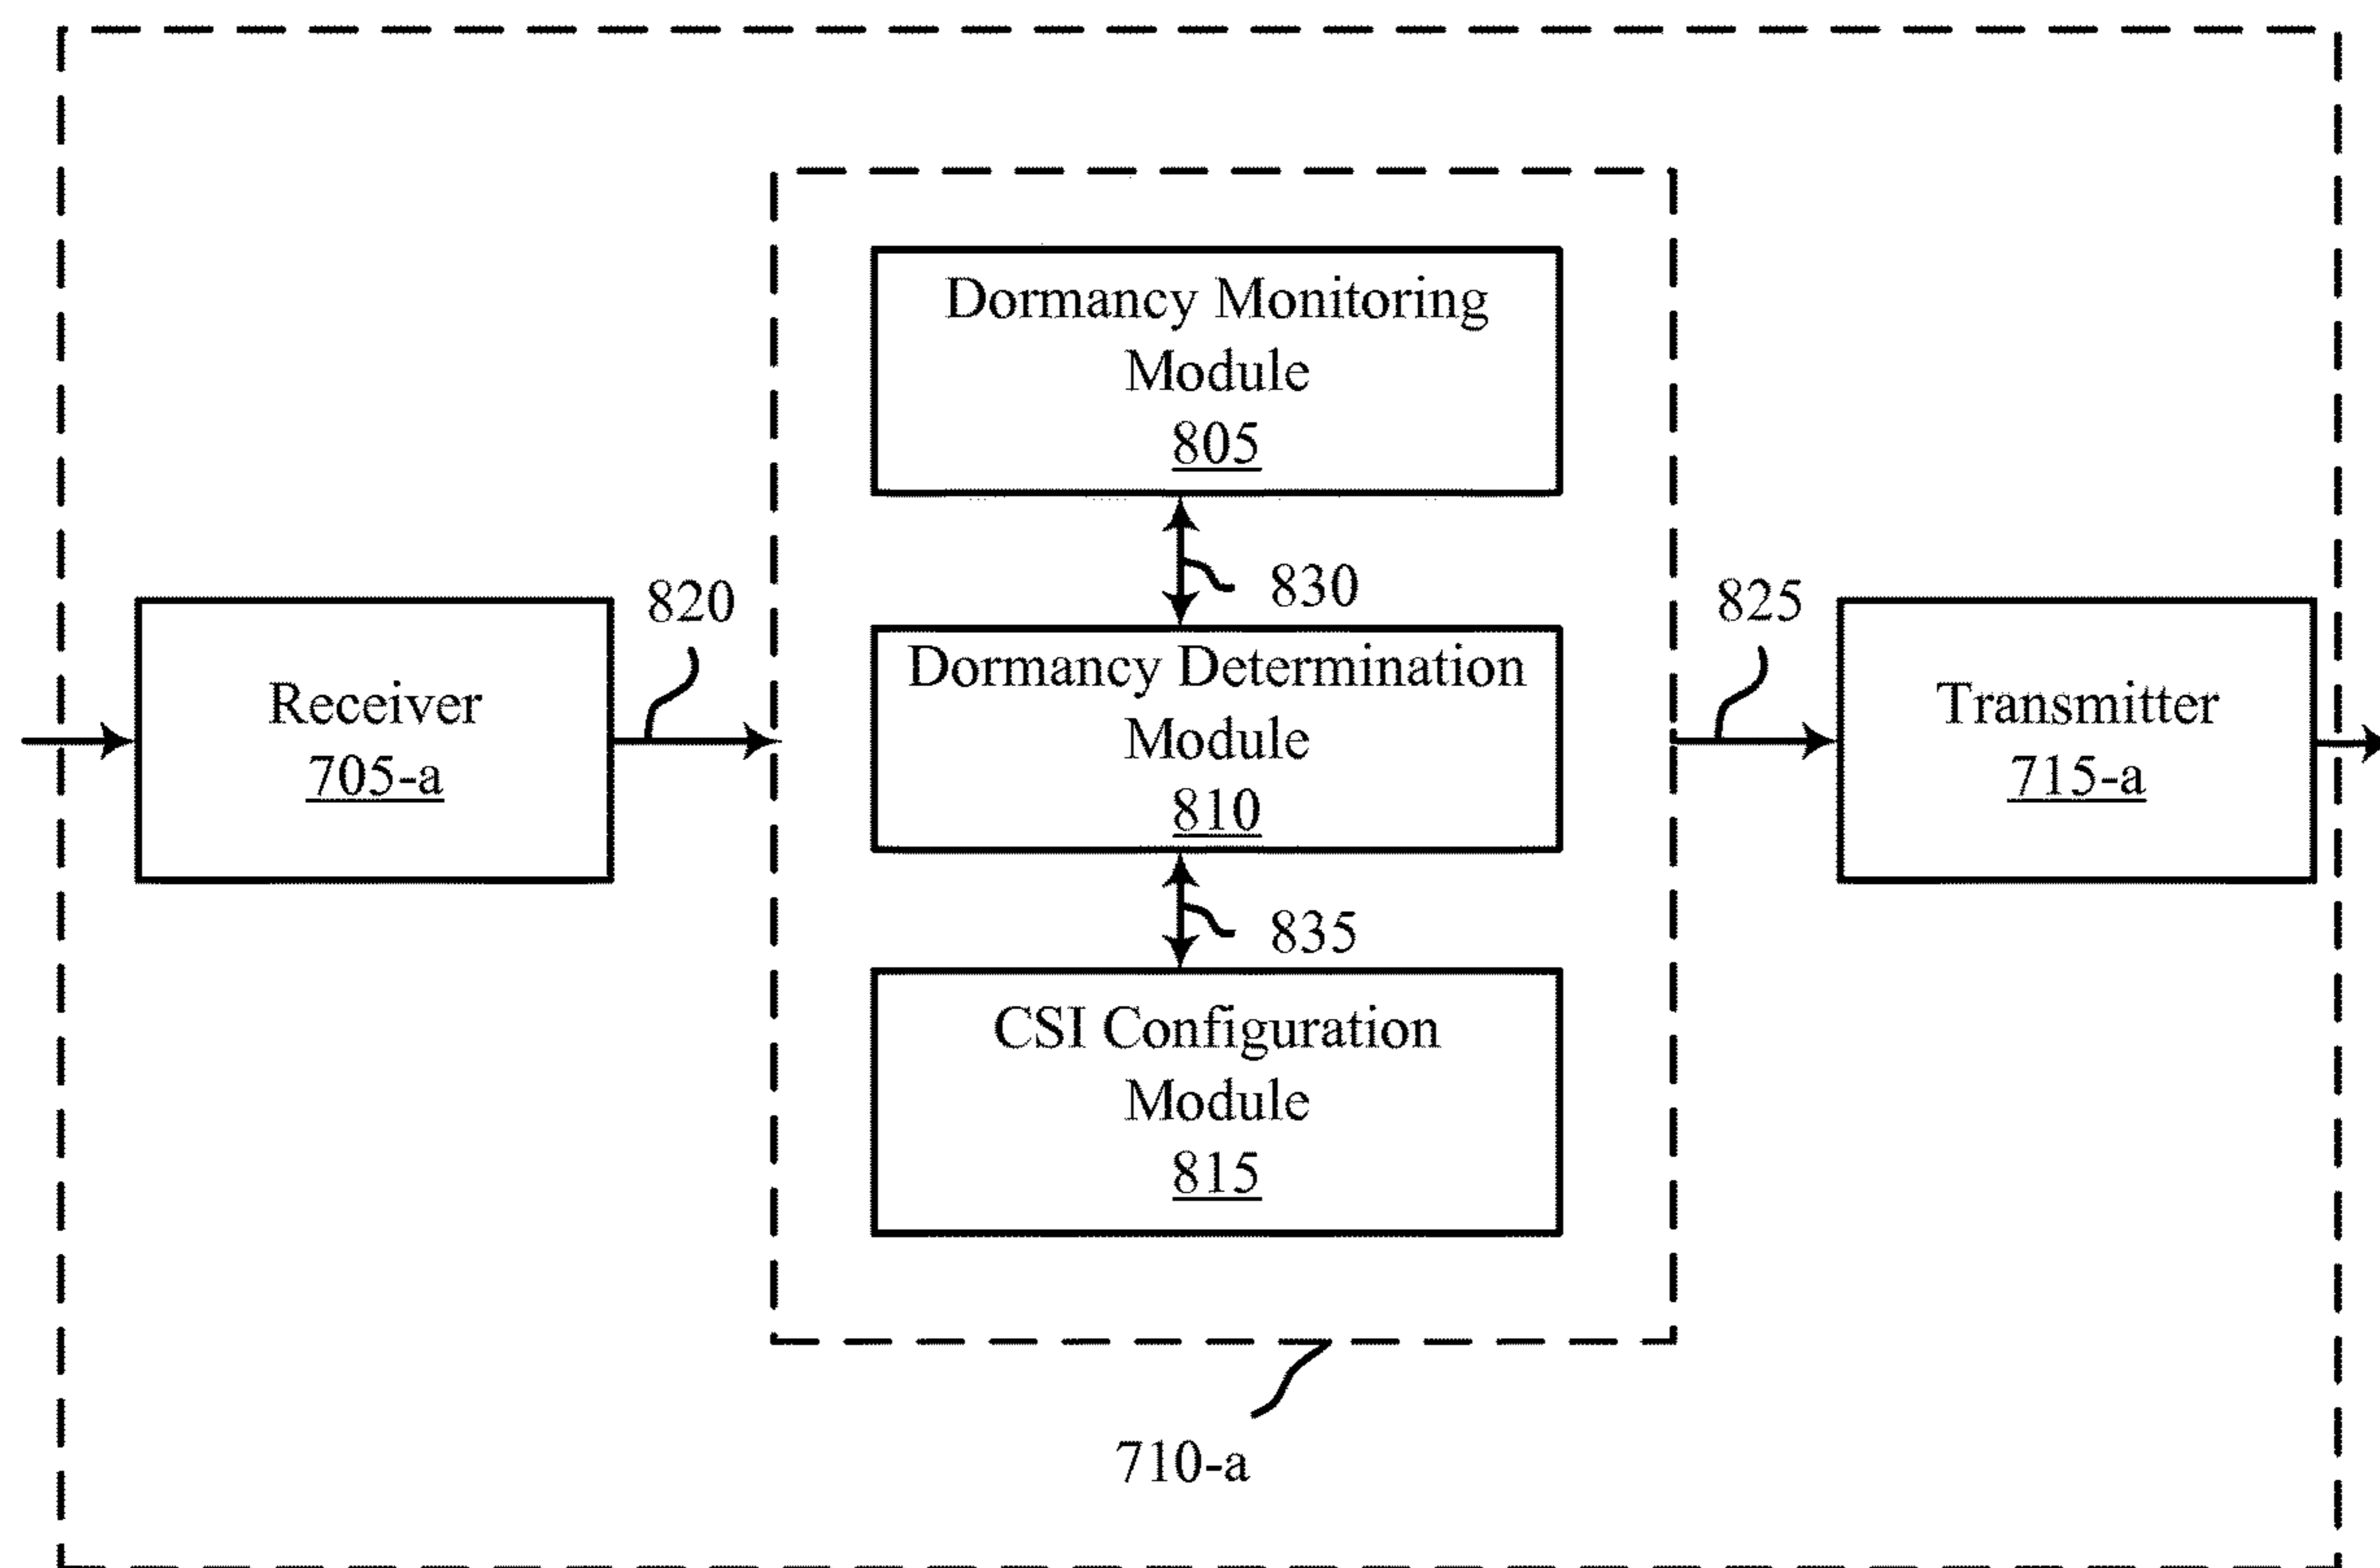 Dormancy Monitoring
Module
805
830
820
825
Receiver
705-a
Dormancy Determination
Module
810
Transmitter
715-a
835
CSI Configuration
Module
815
710-a